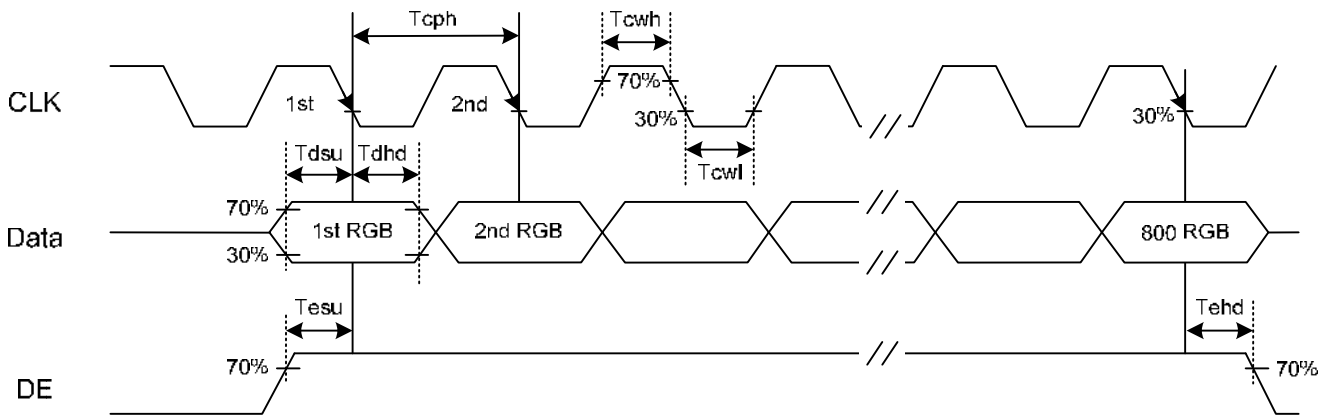 Tcph Tcwh
CLK 1st 2nd 70% 30% 30%
Tdsu Tdhd Tcwl
70%
Data 1st RGB 2nd RGB 800 RGB
30%
Tesu Tehd
70% 70%
DE